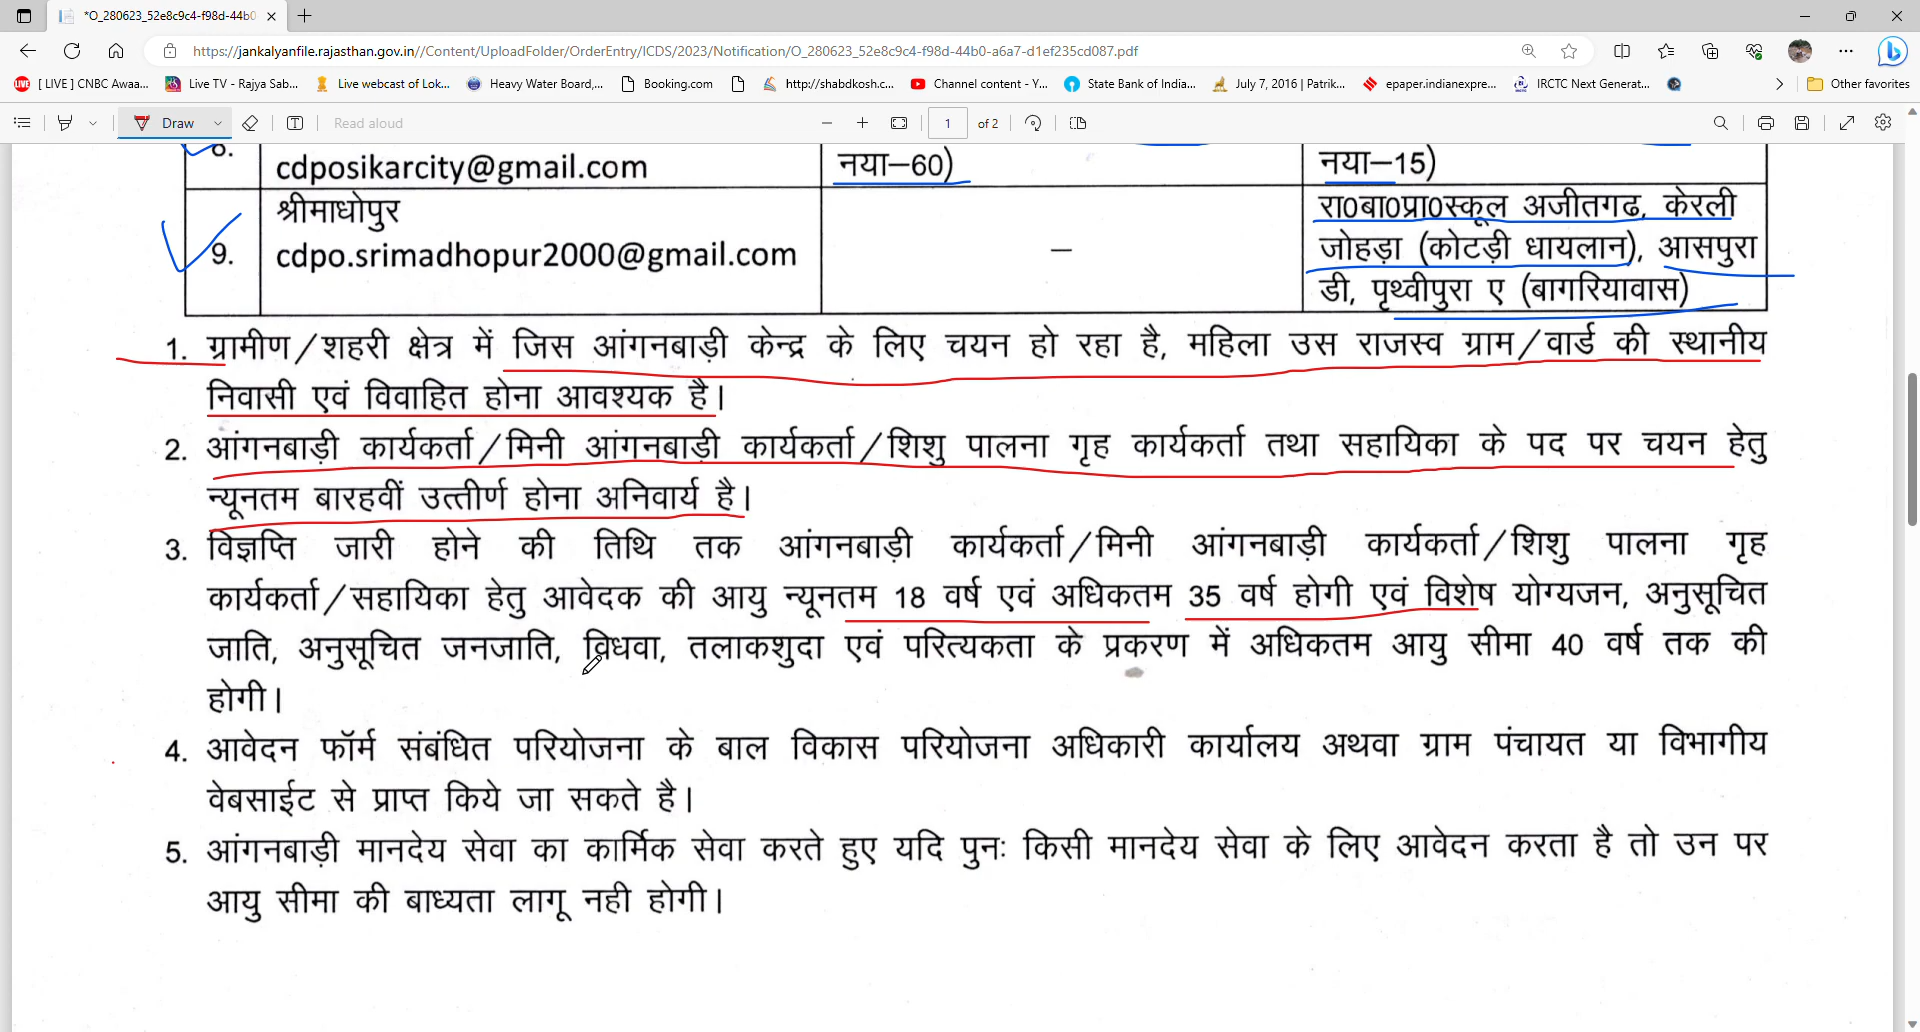 *O_280623_52e8c9c4-f98d-44b0
https://jankalyanfile.rajasthan.gov.in//Content/UploadFolder/OrderEntry/ICDS/2023/Notification/O_280623_52e8c9c4-f98d-44b0-a6a7-d1ef235cd087.pdf
[ LIVE ] CNBC Awaa... Live TV - Rajya Sab... Live webcast of Lok... Heavy Water Board,... Booking.com http://shabdkosh.c... Channel content - Y... State Bank of India... July 7, 2016 | Patrik... epaper.indianexpre... IRCTC Next Generat... Other favorites
Draw Read aloud 1 of 2
8. cdposikarcity@gmail.com नया–60) नया–15)
श्रीमाधोपुर रा0बा0प्रा0स्कूल अजीतगढ, केरली
9. cdpo.srimadhopur2000@gmail.com – जोहड़ा (कोटड़ी धायलान), आसपुरा
डी, पृथ्वीपुरा ए (बागरियावास)
1. ग्रामीण/शहरी क्षेत्र में जिस आंगनबाड़ी केन्द्र के लिए चयन हो रहा है, महिला उस राजस्व ग्राम/वार्ड की स्थानीय
निवासी एवं विवाहित होना आवश्यक है।
2. आंगनबाड़ी कार्यकर्ता/मिनी आंगनबाड़ी कार्यकर्ता/शिशु पालना गृह कार्यकर्ता तथा सहायिका के पद पर चयन हेतु
न्यूनतम बारहवीं उत्तीर्ण होना अनिवार्य है।
3. विज्ञप्ति जारी होने की तिथि तक आंगनबाड़ी कार्यकर्ता/मिनी आंगनबाड़ी कार्यकर्ता/शिशु पालना गृह
कार्यकर्ता/सहायिका हेतु आवेदक की आयु न्यूनतम 18 वर्ष एवं अधिकतम 35 वर्ष होगी एवं विशेष योग्यजन, अनुसूचित
जाति, अनुसूचित जनजाति, विधवा, तलाकशुदा एवं परित्यकता के प्रकरण में अधिकतम आयु सीमा 40 वर्ष तक की
होगी।
4. आवेदन फॉर्म संबंधित परियोजना के बाल विकास परियोजना अधिकारी कार्यालय अथवा ग्राम पंचायत या विभागीय
वेबसाईट से प्राप्त किये जा सकते है।
5. आंगनबाड़ी मानदेय सेवा का कार्मिक सेवा करते हुए यदि पुनः किसी मानदेय सेवा के लिए आवेदन करता है तो उन पर
आयु सीमा की बाध्यता लागू नही होगी।